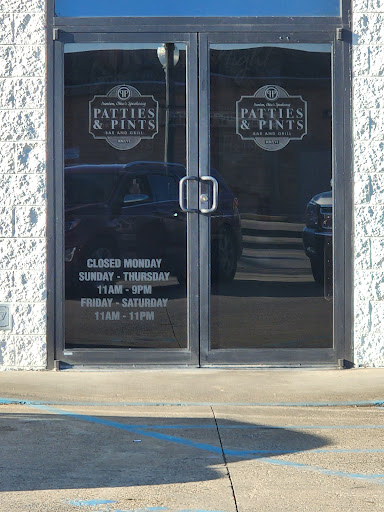 PATTIES
& PINTS
BAR AND GRILL
PATTIES
& PINTS
BAR AND GRILL
CLOSED MONDAY
SUNDAY - THURSDAY
11AM - 9PM
FRIDAY - SATURDAY
11AM - 11PM